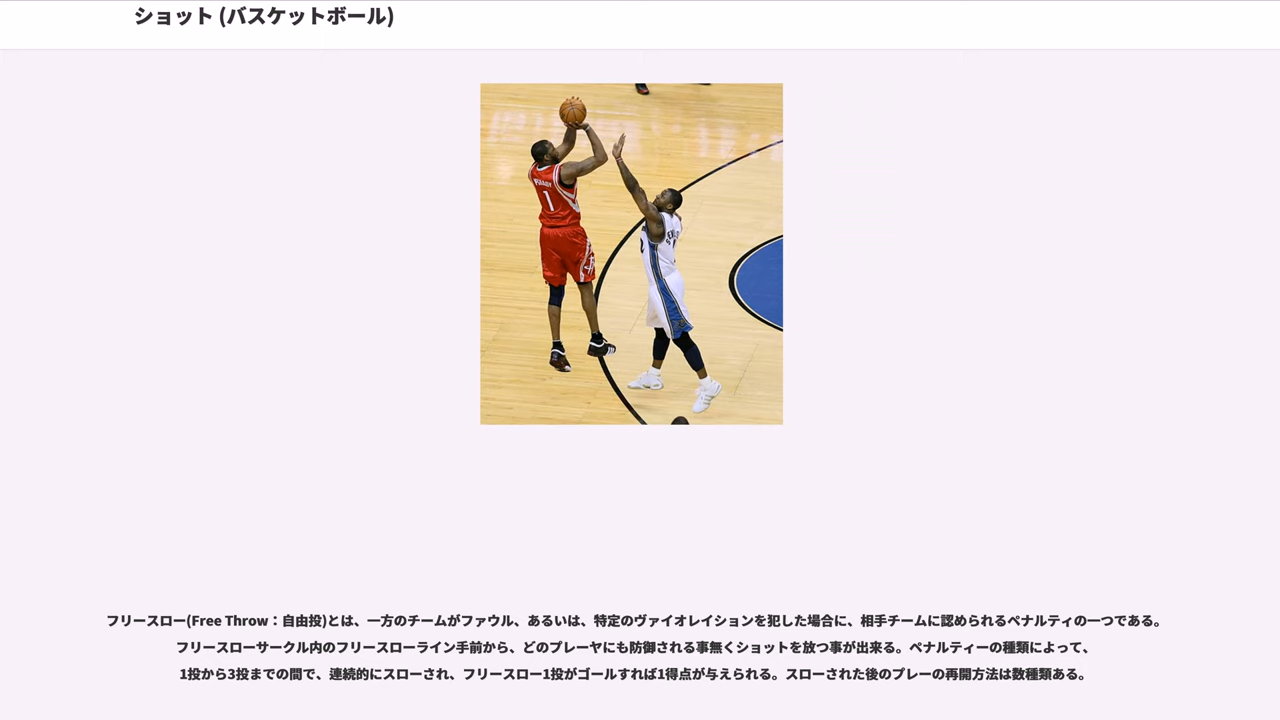 ショット (バスケットボール)
1
フリースロー(Free Throw：自由投)とは、一方のチームがファウル、あるいは、特定のヴァイオレイションを犯した場合に、相手チームに認められるペナルティの一つである。
フリースローサークル内のフリースローライン手前から、どのプレーヤにも防御される事無くショットを放つ事が出来る。ペナルティーの種類によって、
1投から3投までの間で、連続的にスローされ、フリースロー1投がゴールすれば1得点が与えられる。スローされた後のプレーの再開方法は数種類ある。